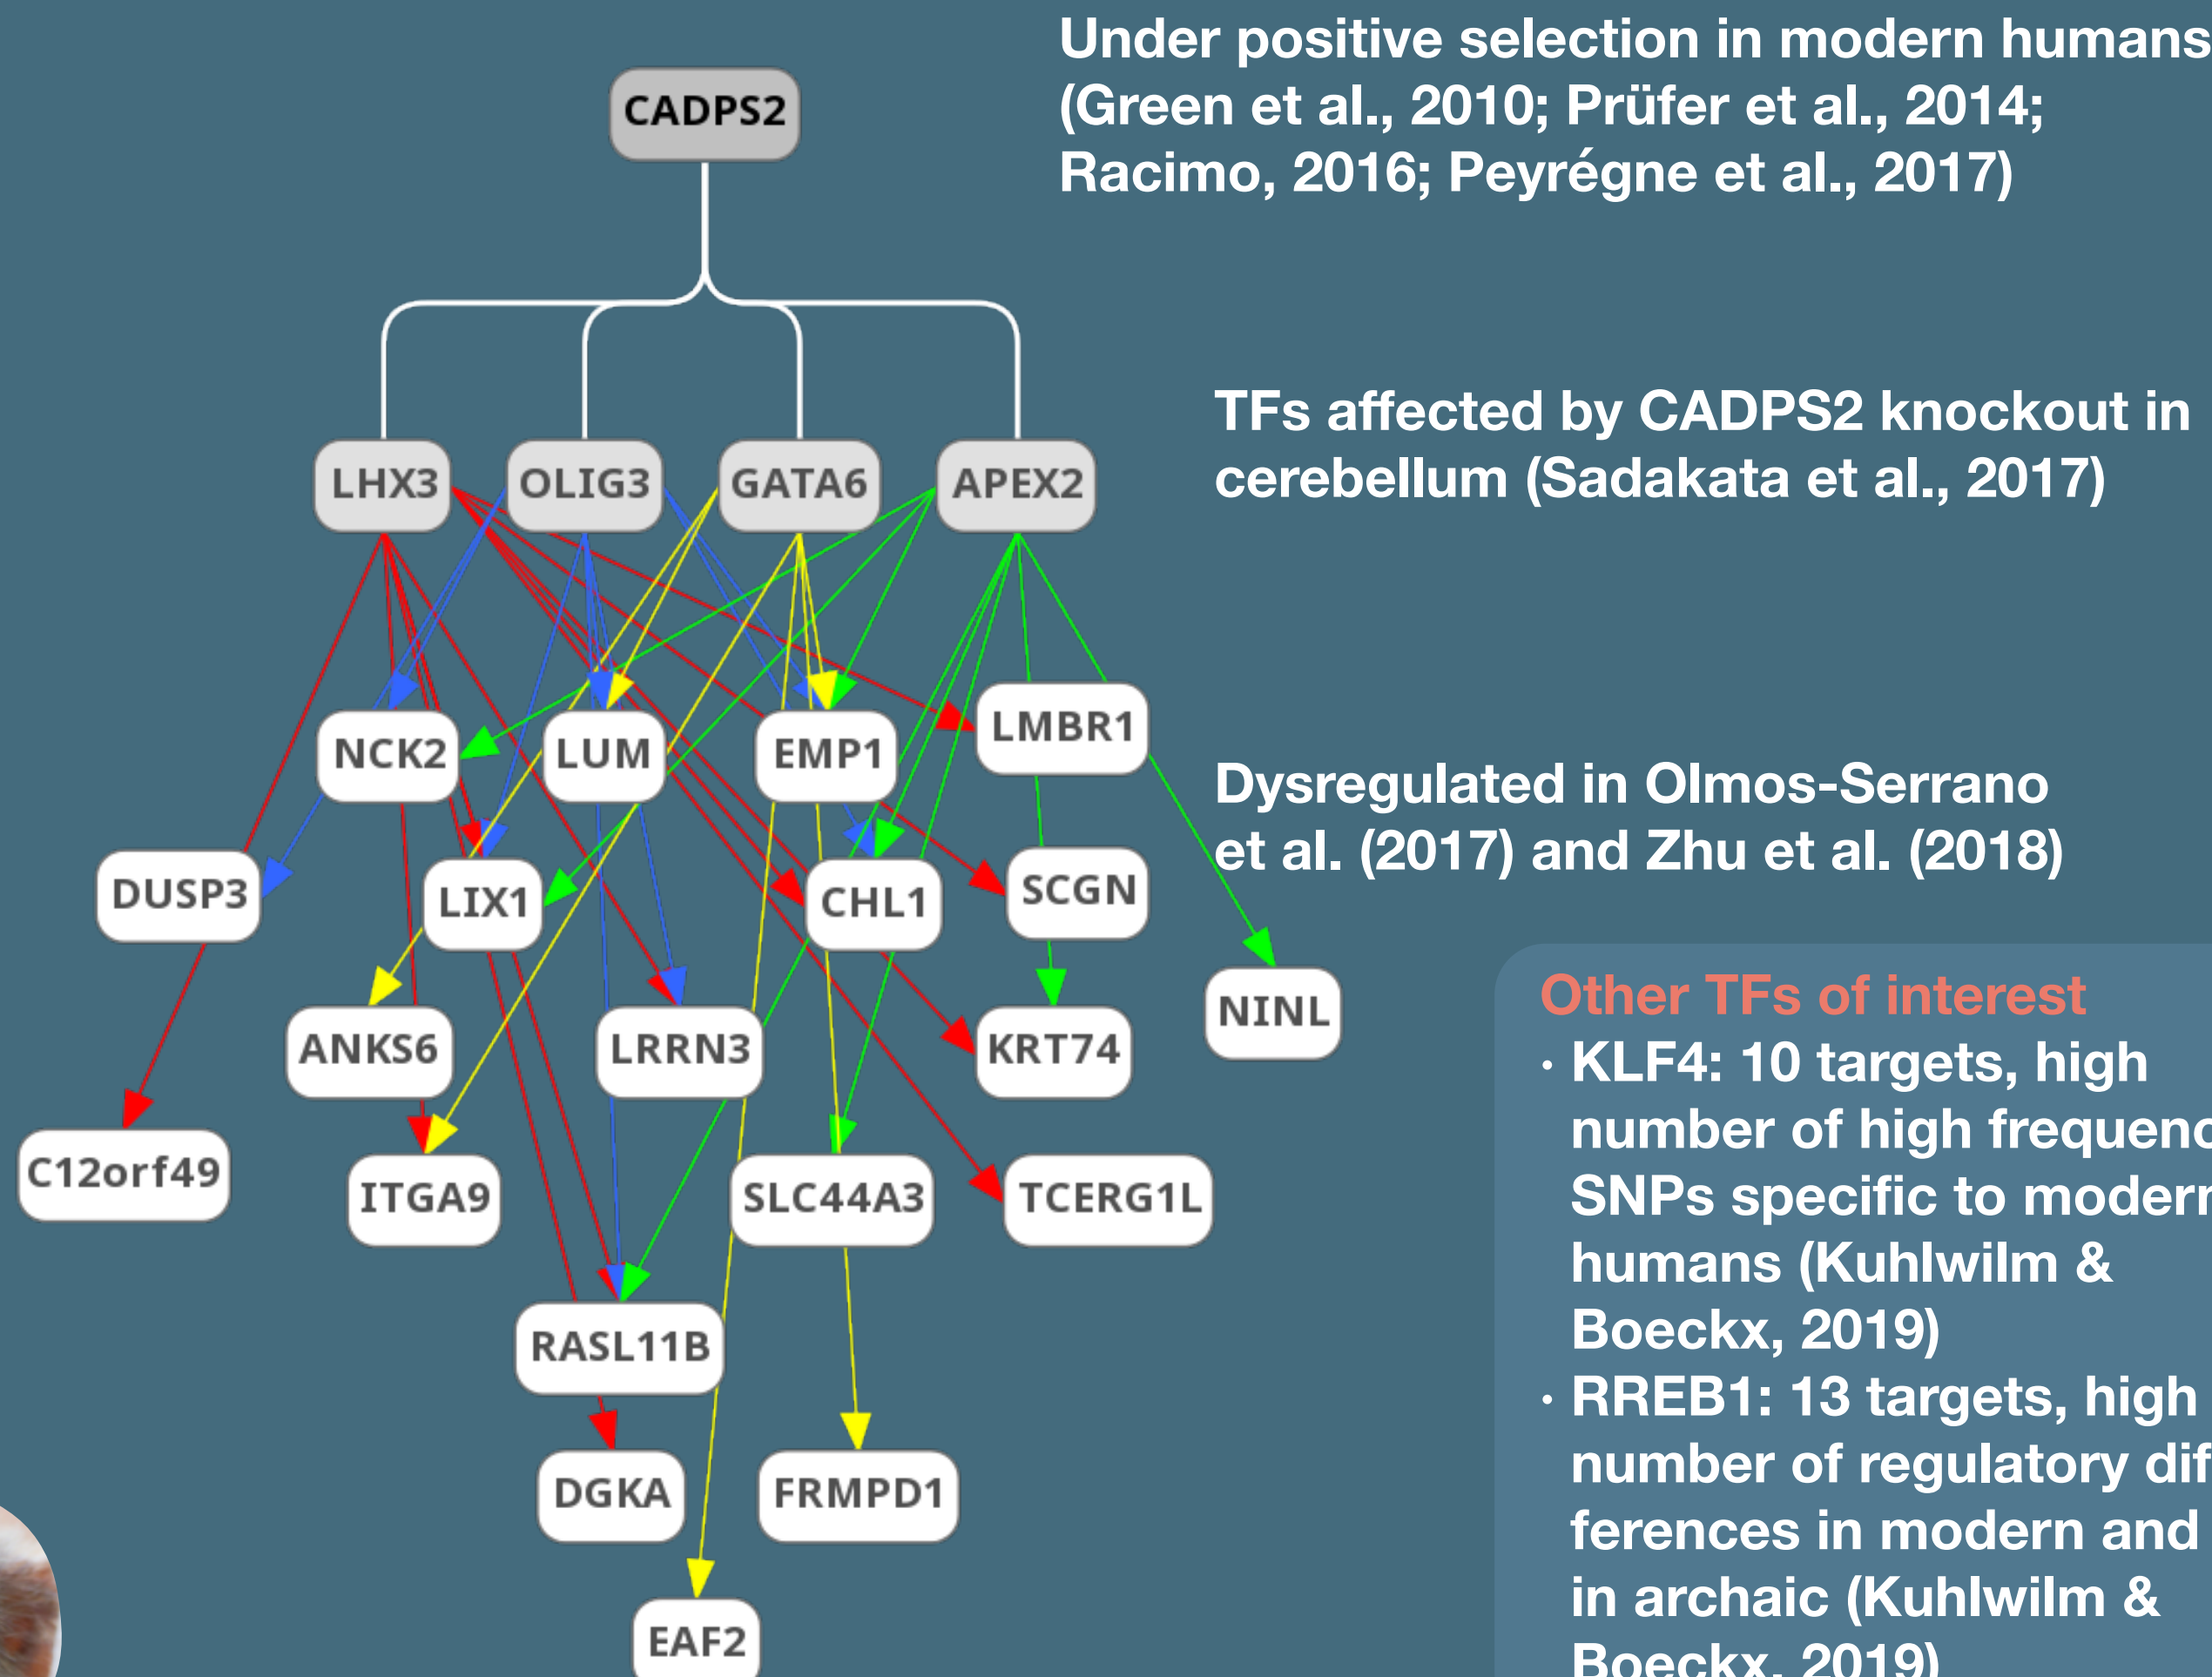 Under positive selection in modern humans
(Green et al., 2010; Prüfer et al., 2014;
Racimo, 2016; Peyrégne et al., 2017)
CADPS2
TFs affected by CADPS2 knockout in
cerebellum (Sadakata et al., 2017)
LHX3 OLIG3 GATA6 APEX2
NCK2 LUM EMP1 LMBR1
Dysregulated in Olmos-Serrano
et al. (2017) and Zhu et al. (2018)
DUSP3 LIX1 CHL1 SCGN
ANKS6 LRRN3 KRT74 NINL
C12orf49 ITGA9 SLC44A3 TCERG1L
RASL11B
DGKA FRMPD1
EAF2
Other TFs of interest
· KLF4: 10 targets, high
number of high frequenc
SNPs specific to modern
humans (Kuhlwilm &
Boeckx, 2019)
· RREB1: 13 targets, high
number of regulatory dif
ferences in modern and
in archaic (Kuhlwilm &
Boeckx, 2019)